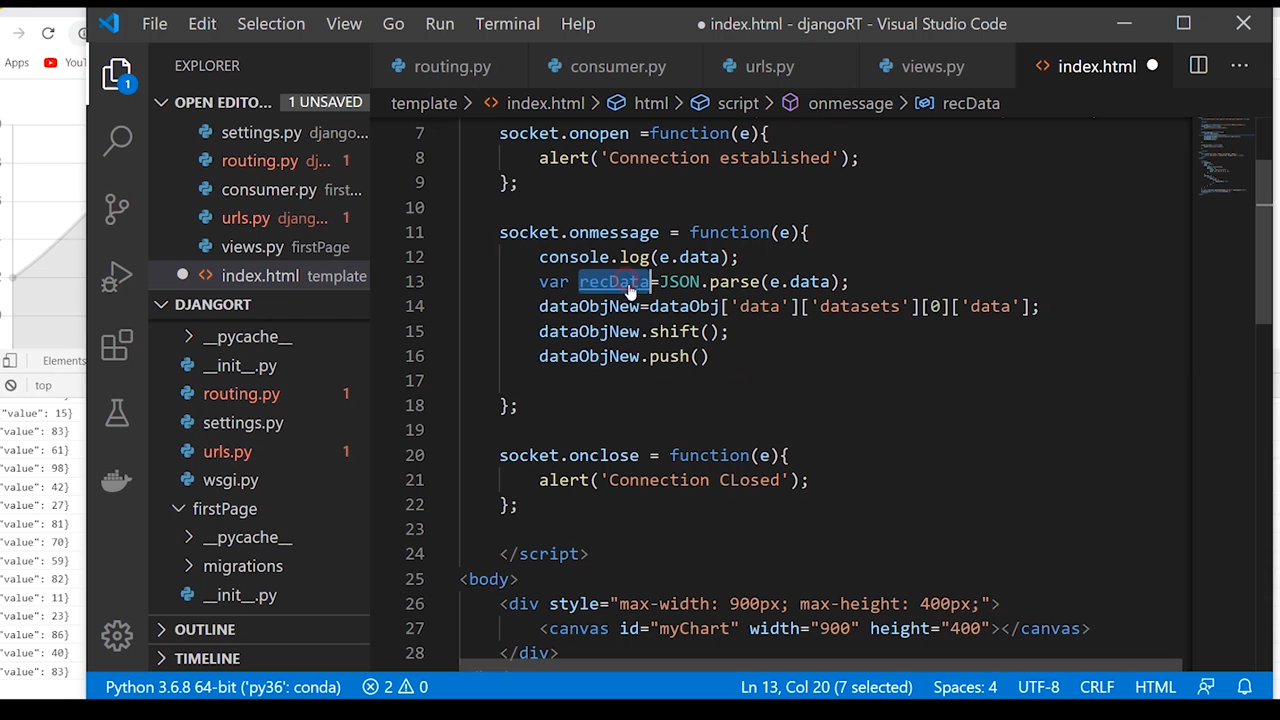 File Edit Selection View Go Run Terminal Help
● index.html - djangoRT - Visual Studio Code
Apps
EXPLORER
routing.py
consumer.py
urls.py
views.py
index.html ●
OPEN EDITO... 1 UNSAVED
template > index.html > html > script > onmessage > recData
settings.py django...
routing.py dj... 1
consumer.py first...
urls.py djang... 1
views.py firstPage
● index.html template
DJANGORT
__pycache__
__init__.py
routing.py 1
settings.py
urls.py 1
wsgi.py
firstPage
__pycache__
migrations
__init__.py
OUTLINE
TIMELINE
1
7 socket.onopen =function(e){
8 alert('Connection established');
9 };
10
11 socket.onmessage = function(e){
12 console.log(e.data);
13 var recData=JSON.parse(e.data);
14 dataObjNew=dataObj['data']['datasets'][0]['data'];
15 dataObjNew.shift();
16 dataObjNew.push()
17
18 };
19
20 socket.onclose = function(e){
21 alert('Connection CLosed');
22 };
23
24 </script>
25 <body>
26 <div style="max-width: 900px; max-height: 400px;">
27 <canvas id="myChart" width="900" height="400"></canvas>
28 </div>
Elements
top
"value": 15}
"value": 83}
"value": 61}
"value": 98}
"value": 42}
"value": 27}
"value": 81}
"value": 70}
"value": 59}
"value": 82}
"value": 11}
"value": 23}
"value": 86}
"value": 40}
"value": 83}
Python 3.6.8 64-bit ('py36': conda) 2 0 Ln 13, Col 20 (7 selected) Spaces: 4 UTF-8 CRLF HTML